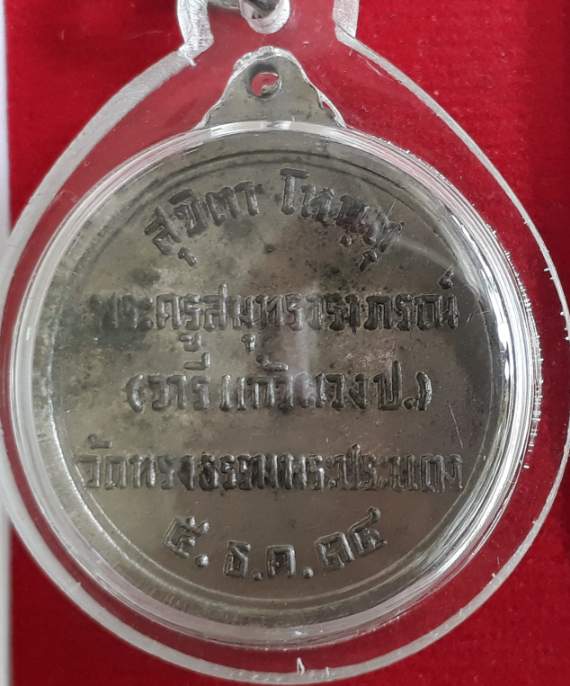 สุขิตา โหนฺตุ
พระครูสมุทรวราภรณ์
(วารี แก้ว ป.)
วัดทรงธรรมพระประแดง
๕. ธ.ค. ๑๔